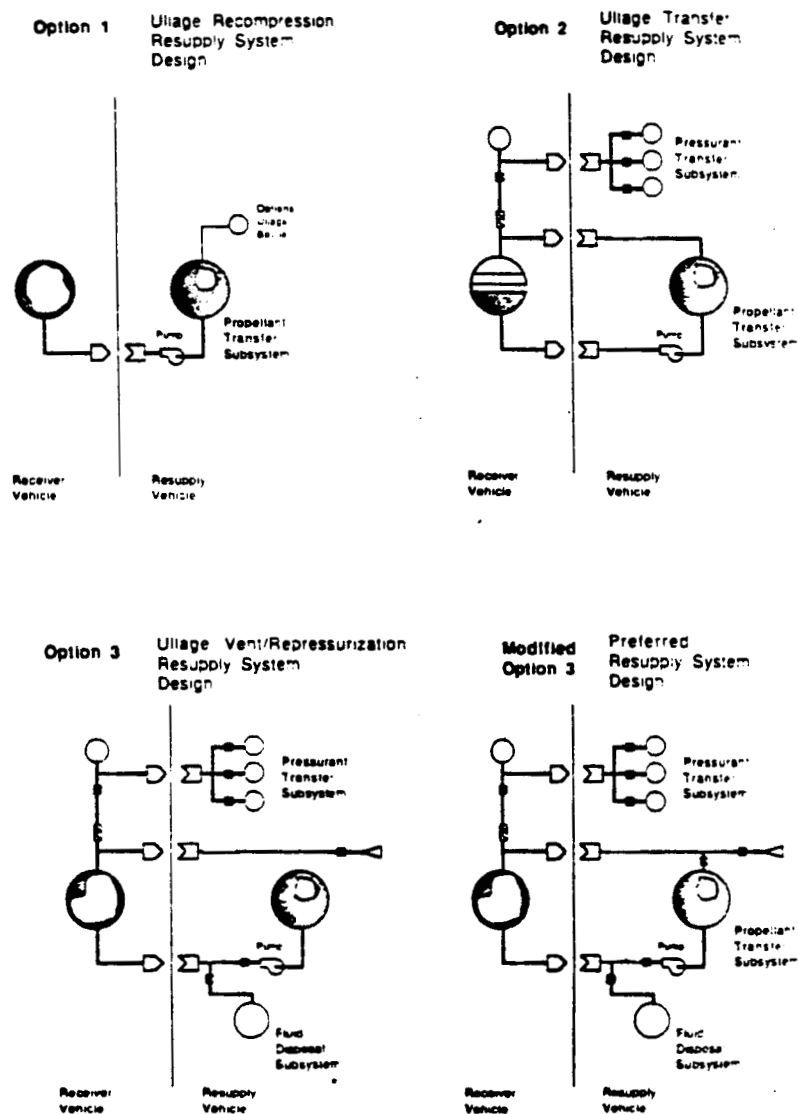 Option 1
Ullage Recompression
Resupply System
Design
Ullage
Pump
Propellant
Transfer
Subsystem
Receiver
Vehicle
Resupply
Vehicle
Option 2
Ullage Transfer
Resupply System
Design
Pressurant
Transfer
Subsystem
Pump
Propellant
Transfer
Subsystem
Receiver
Vehicle
Resupply
Vehicle
Option 3
Ullage Vent/Repressurization
Resupply System
Design
Pressurant
Transfer
Subsystem
Pump
Fluid
Disposal
Subsystem
Receiver
Vehicle
Resupply
Vehicle
Modified
Option 3
Preferred
Resupply System
Design
Pressurant
Transfer
Subsystem
Pump
Propellant
Transfer
Subsystem
Fluid
Disposal
Subsystem
Receiver
Vehicle
Resupply
Vehicle